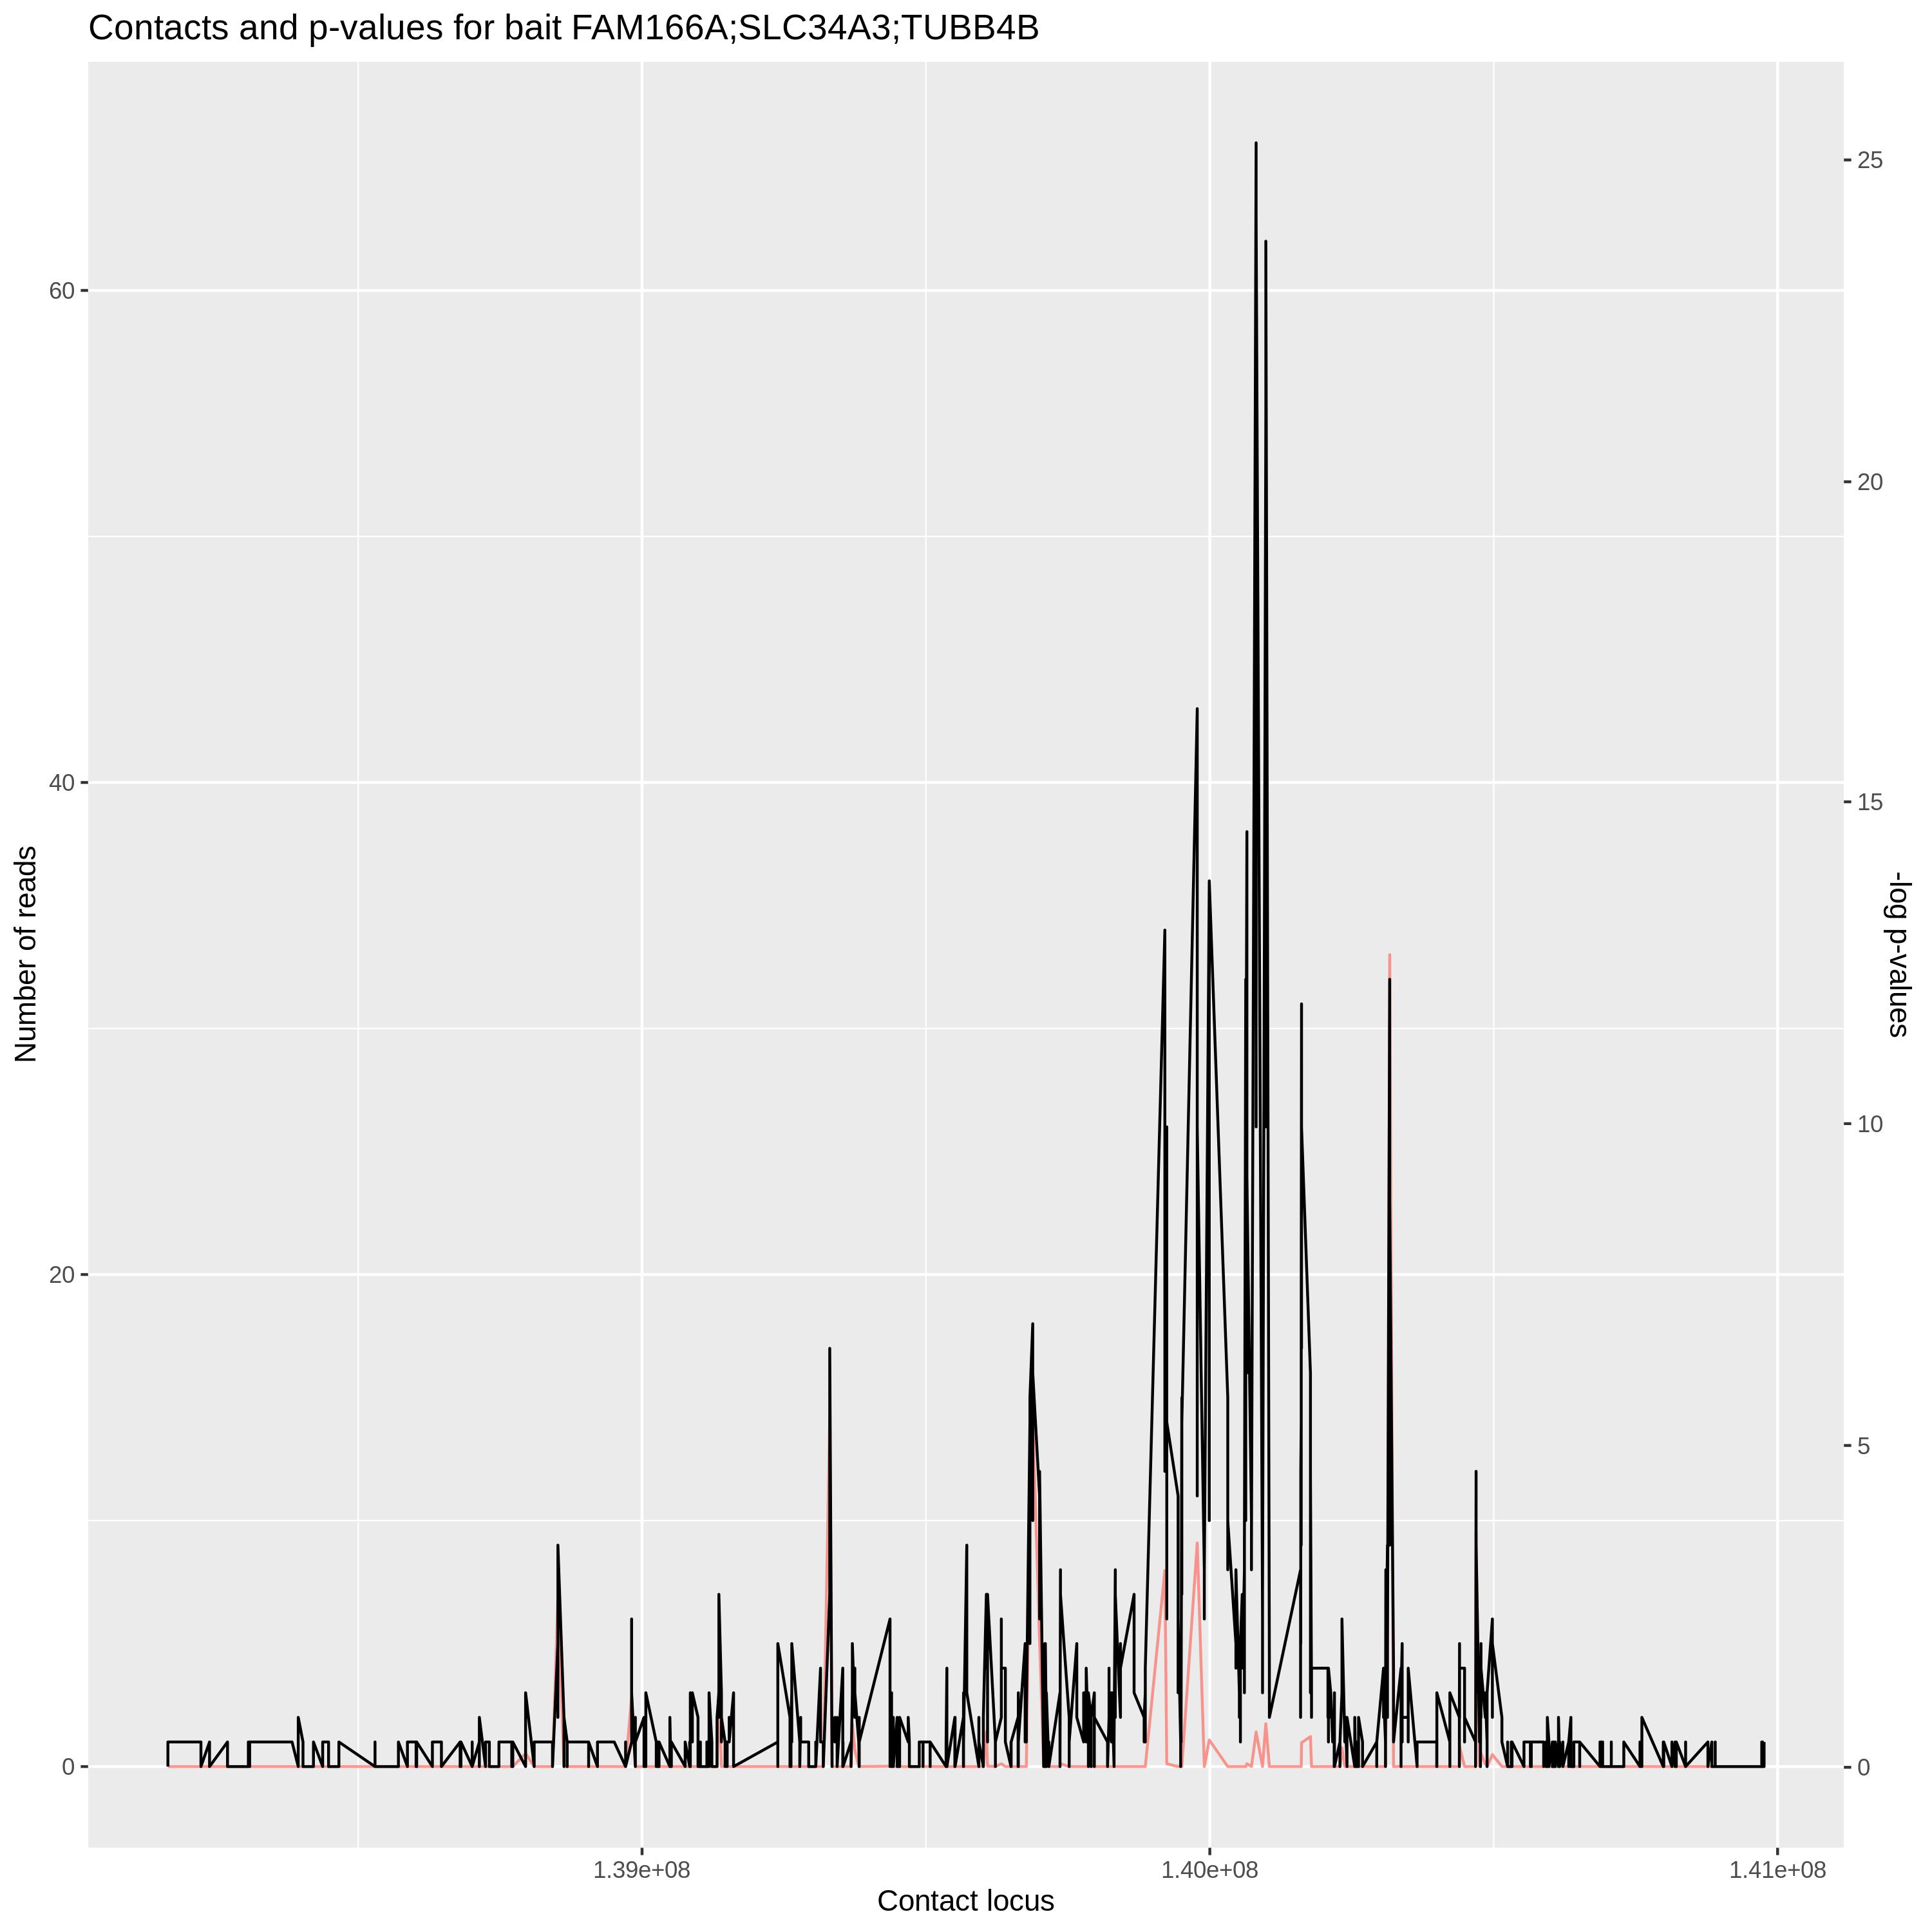 Contacts and p-values for bait FAM166A;SLC34A3;TUBB4B
60
40
20
0
Number of reads
25
20
15
10
5
0
-log p-values
1.39e+08
1.40e+08
1.41e+08
Contact locus